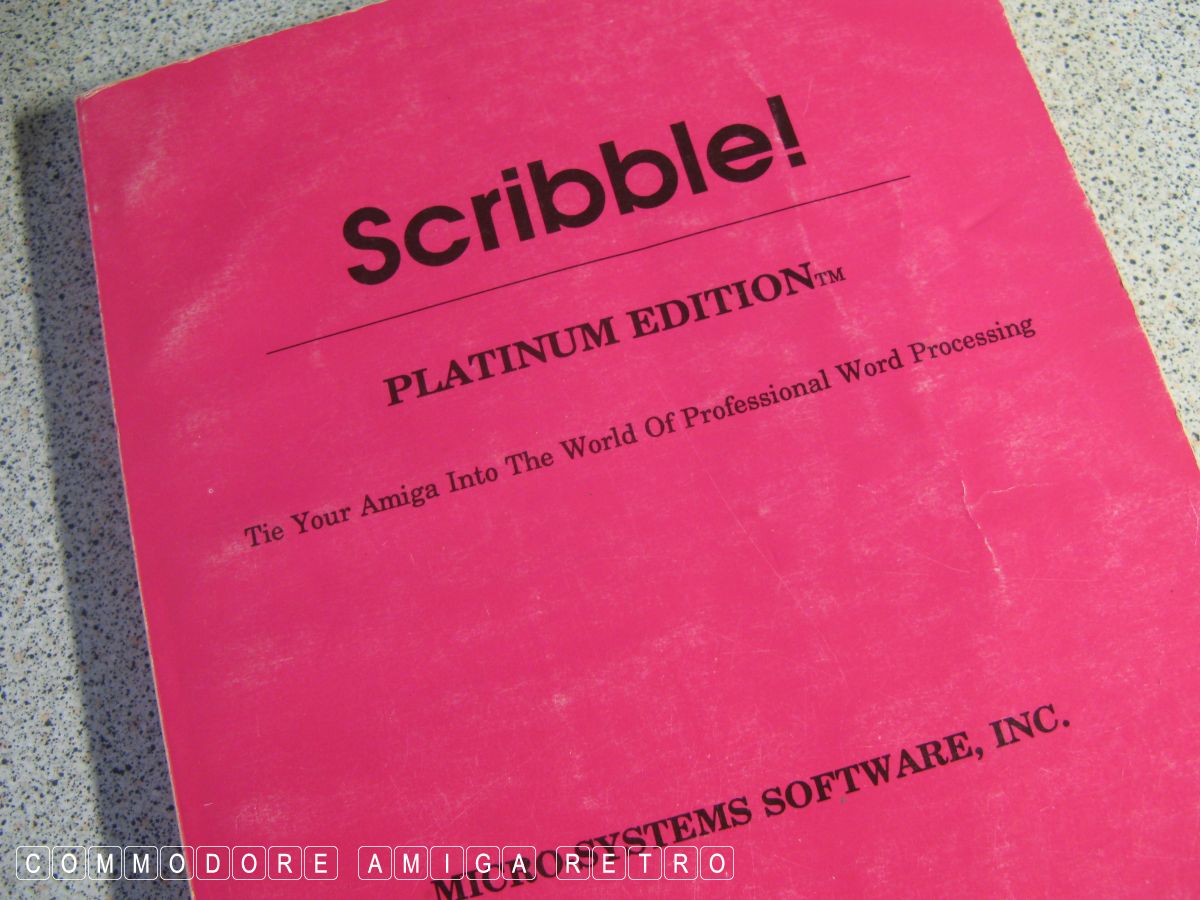 Scribble!
PLATINUM EDITION™
Tie Your Amiga Into The World Of Professional Word Processing
MICRO-SYSTEMS SOFTWARE, INC.
COMMODORE AMIGA RETRO